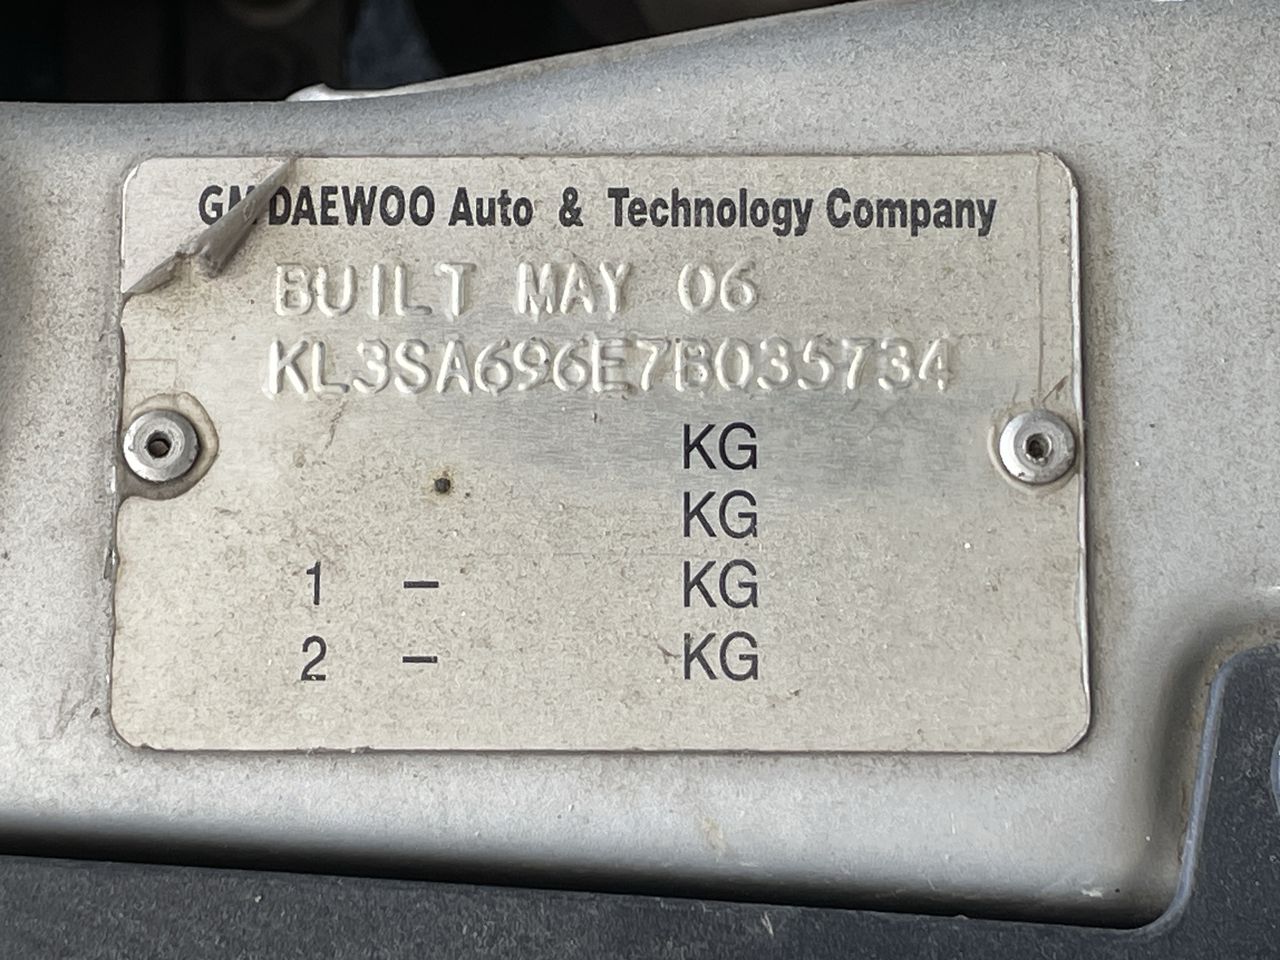 GM DAEWOO Auto & Technology Company
BUILT MAY 06
KL3SA696E7B035734
KG
KG
1 - KG
2 - KG